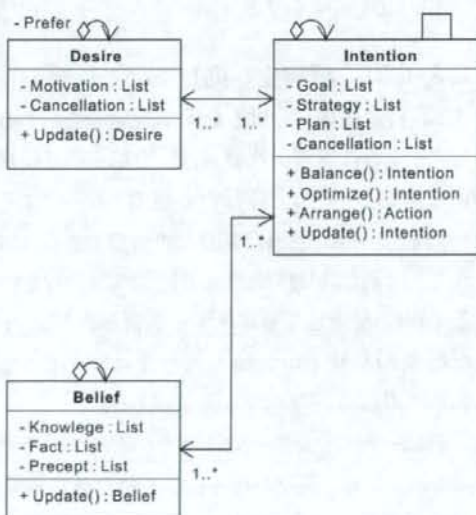 - Prefer
Desire
- Motivation : List
- Cancellation : List
+ Update() : Desire
1..*
1..*
Intention
- Goal : List
- Strategy : List
- Plan : List
- Cancellation : List
+ Balance() : Intention
+ Optimize() : Intention
+ Arrange() : Action
+ Update() : Intention
1..*
Belief
- Knowlege : List
- Fact : List
- Precept : List
+ Update() : Belief
1..*